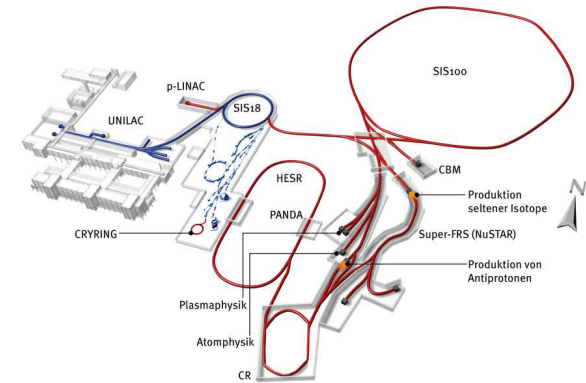 SIS100
p-LINAC
SIS18
UNILAC
CBM
HESR
Produktion
seltener Isotope
PANDA
CRYRING
Super-FRS (NuSTAR)
Produktion von
Antiprotonen
Plasmaphysik
Atomphysik
CR
N